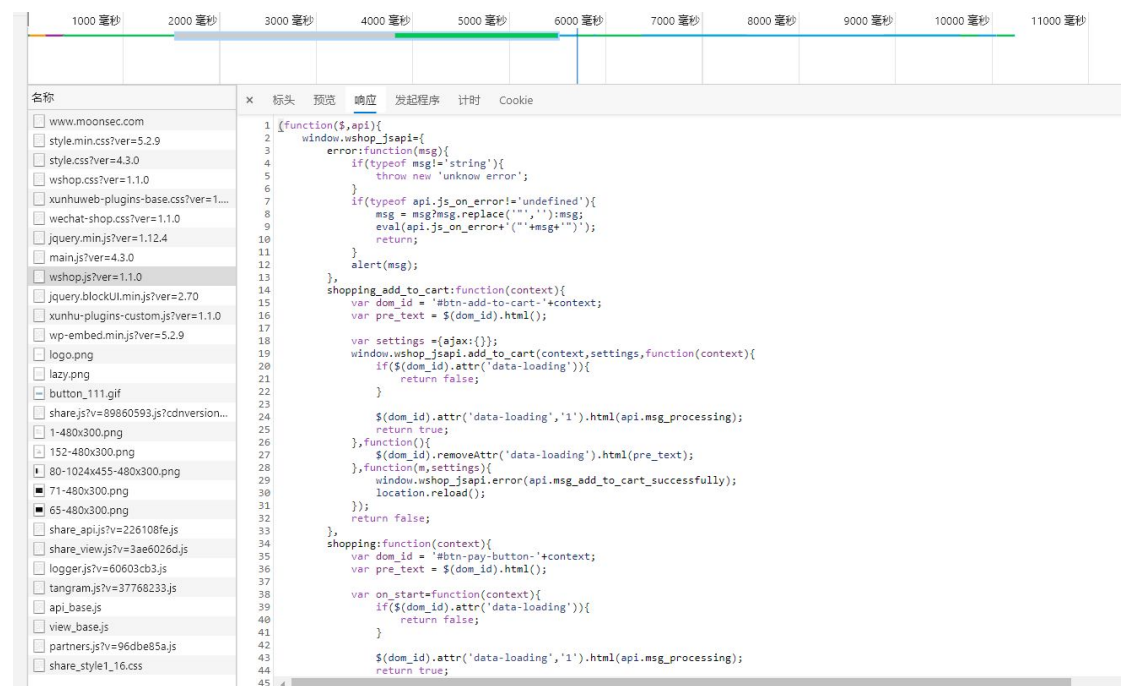 1000 毫秒 2000 毫秒 3000 毫秒 4000 毫秒 5000 毫秒 6000 毫秒 7000 毫秒 8000 毫秒 9000 毫秒 10000 毫秒 11000 毫秒
名称
× 标头 预览 响应 发起程序 计时 Cookie
www.moonsec.com
style.min.css?ver=5.2.9
style.css?ver=4.3.0
wshop.css?ver=1.1.0
xunhuweb-plugins-base.css?ver=1....
wechat-shop.css?ver=1.1.0
jquery.min.js?ver=1.12.4
main.js?ver=4.3.0
wshop.js?ver=1.1.0
jquery.blockUI.min.js?ver=2.70
xunhu-plugins-custom.js?ver=1.1.0
wp-embed.min.js?ver=5.2.9
logo.png
lazy.png
button_111.gif
share.js?v=89860593.js?cdnversion...
1-480x300.png
152-480x300.png
80-1024x455-480x300.png
71-480x300.png
65-480x300.png
share_api.js?v=226108fe.js
share_view.js?v=3ae6026d.js
logger.js?v=60603cb3.js
tangram.js?v=37768233.js
api_base.js
view_base.js
partners.js?v=96dbe85a.js
share_style1_16.css
1 (function($,api){
2 window.wshop_jsapi={
3 error:function(msg){
4 if(typeof msg!='string'){
5 throw new 'unknow error';
6 }
7 if(typeof api.js_on_error!='undefined'){
8 msg = msg?msg.replace('"',''):msg;
9 eval(api.js_on_error+'("'+msg+'")');
10 return;
11 }
12 alert(msg);
13 },
14 shopping_add_to_cart:function(context){
15 var dom_id = '#btn-add-to-cart-'+context;
16 var pre_text = $(dom_id).html();
17
18 var settings ={ajax:{}};
19 window.wshop_jsapi.add_to_cart(context,settings,function(context){
20 if($(dom_id).attr('data-loading')){
21 return false;
22 }
23
24 $(dom_id).attr('data-loading','1').html(api.msg_processing);
25 return true;
26 },function(){
27 $(dom_id).removeAttr('data-loading').html(pre_text);
28 },function(m,settings){
29 window.wshop_jsapi.error(api.msg_add_to_cart_successfully);
30 location.reload();
31 });
32 return false;
33 },
34 shopping:function(context){
35 var dom_id = '#btn-pay-button-'+context;
36 var pre_text = $(dom_id).html();
37
38 var on_start=function(context){
39 if($(dom_id).attr('data-loading')){
40 return false;
41 }
42
43 $(dom_id).attr('data-loading','1').html(api.msg_processing);
44 return true;
45